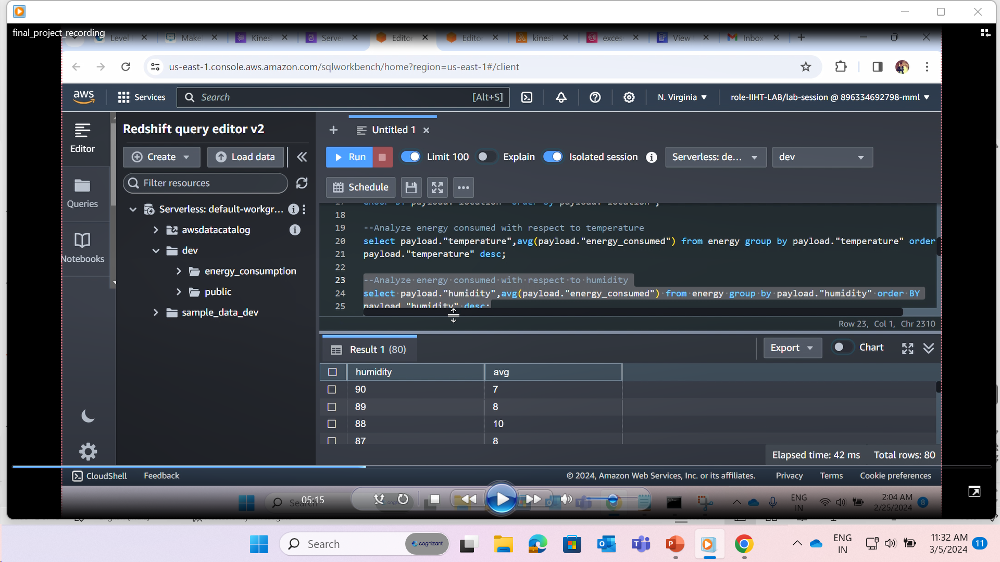 final_project_recording
Level
Make
Kines
Serve
Editor
Editor
kinesi
exces
View
Inbox
us-east-1.console.aws.amazon.com/sqlworkbench/home?region=us-east-1#/client
aws
Services
Search
[Alt+S]
N. Virginia
role-IIHT-LAB/lab-session @ 896334692798-mml
Editor
Queries
Notebooks
Redshift query editor v2
Create
Load data
Filter resources
Serverless: default-workgr...
awsdatacatalog
dev
energy_consumption
public
sample_data_dev
Untitled 1
Run
Limit 100
Explain
Isolated session
Serverless: de...
dev
Schedule
18
19 --Analyze energy consumed with respect to temperature
20 select payload."temperature",avg(payload."energy_consumed") from energy group by payload."temperature" order
21 payload."temperature" desc;
22
23 --Analyze energy consumed with respect to humidity
24 select payload."humidity",avg(payload."energy_consumed") from energy group by payload."humidity" order BY
25 payload."humidity" desc;
Row 23, Col 1, Chr 2310
Result 1 (80)
Export
Chart
humidity avg
90 7
89 8
88 10
87 8
Elapsed time: 42 ms Total rows: 80
CloudShell
Feedback
© 2024, Amazon Web Services, Inc. or its affiliates.
Privacy
Terms
Cookie preferences
05:15
ENG
IN
2:04 AM
2/25/2024
8
Search
cognizant
ENG
IN
11:32 AM
3/5/2024
11